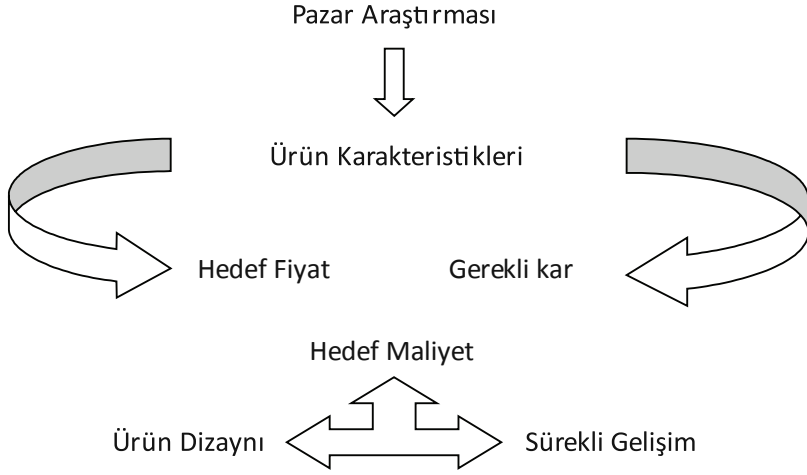 Pazar Araştırması
Ürün Karakteristikleri
Hedef Fiyat
Gerekli kar
Hedef Maliyet
Ürün Dizaynı
Sürekli Gelişim